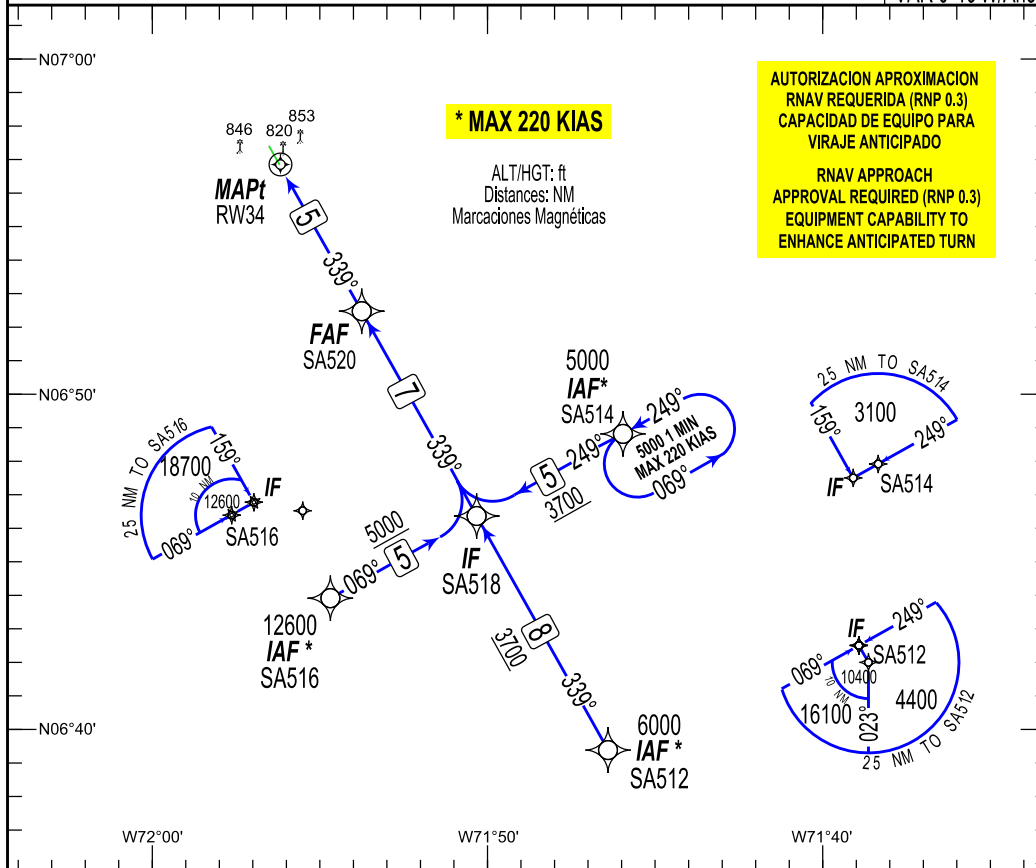 N07°00'
* MAX 220 KIAS
ALT/HGT: ft
Distances: NM
Marcaciones Magnéticas
AUTORIZACION APROXIMACION
RNAV REQUERIDA (RNP 0.3)
CAPACIDAD DE EQUIPO PARA
VIRAJE ANTICIPADO
RNAV APPROACH
APPROVAL REQUIRED (RNP 0.3)
EQUIPMENT CAPABILITY TO
ENHANCE ANTICIPATED TURN
846
820
853
MAPt
RW34
5
339°
FAF
SA520
7
339°
N06°50'
5000
IAF*
SA514
249°
5000 1 MIN
MAX 220 KIAS
069°
249°
5
3700
25 NM TO SA514
3100
159°
249°
IF
SA514
25 NM TO SA516
18700
159°
10 NM
12600
IF
069°
SA516
5000
5
069°
IF
SA518
12600
IAF *
SA516
8
3700
339°
6000
IAF *
SA512
N06°40'
IF
249°
SA512
069°
10 NM
10400
16100
4400
023°
25 NM TO SA512
W72°00'
W71°50'
W71°40'